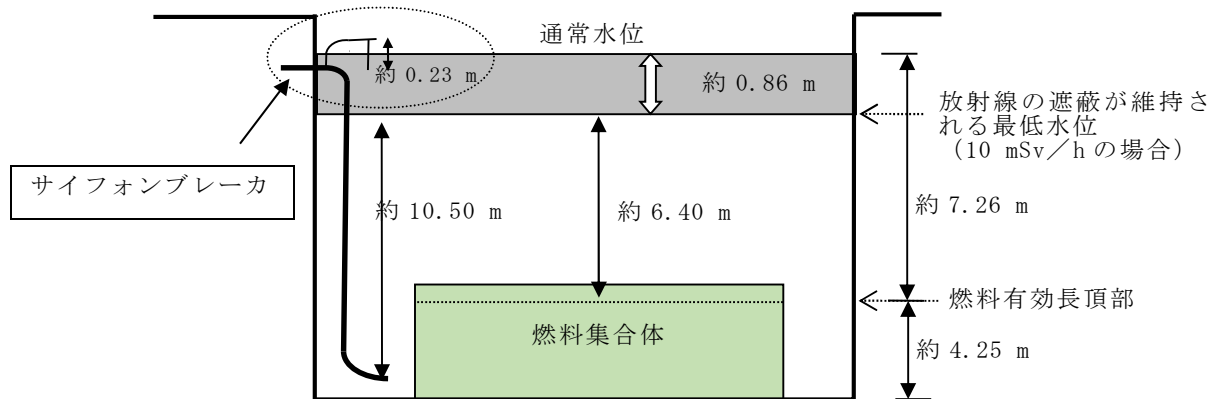 通常水位
約 0.23 m
約 0.86 m
放射線の遮蔽が維持さ
れる最低水位
（10 mSv／h の場合）
サイフォンブレーカ
約 10.50 m
約 6.40 m
約 7.26 m
燃料有効長頂部
燃料集合体
約 4.25 m